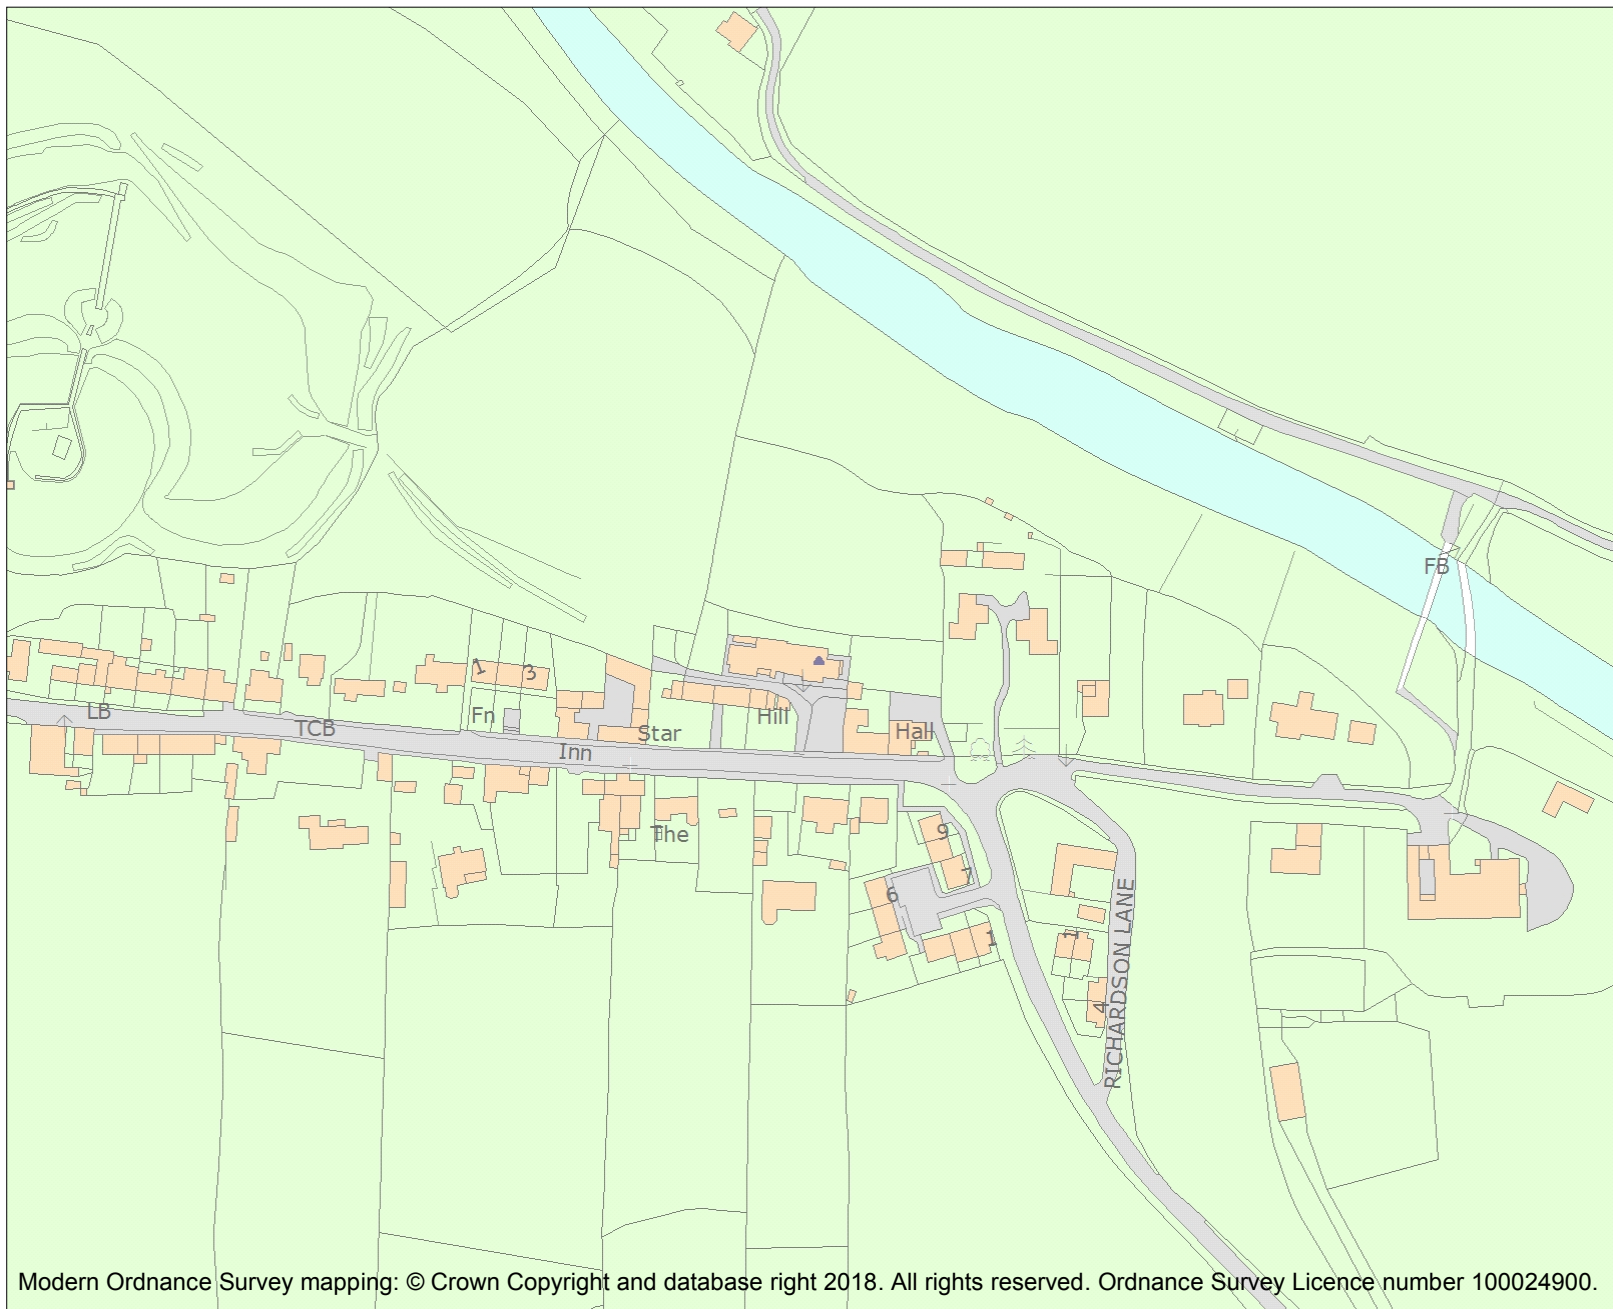 FB
1
3
LB
Fn
TCB
Star
Hill
Hall
Inn
The
9
7
6
1
1
4
RICHARDSON LANE
Modern Ordnance Survey mapping: © Crown Copyright and database right 2018. All rights reserved. Ordnance Survey Licence number 100024900.